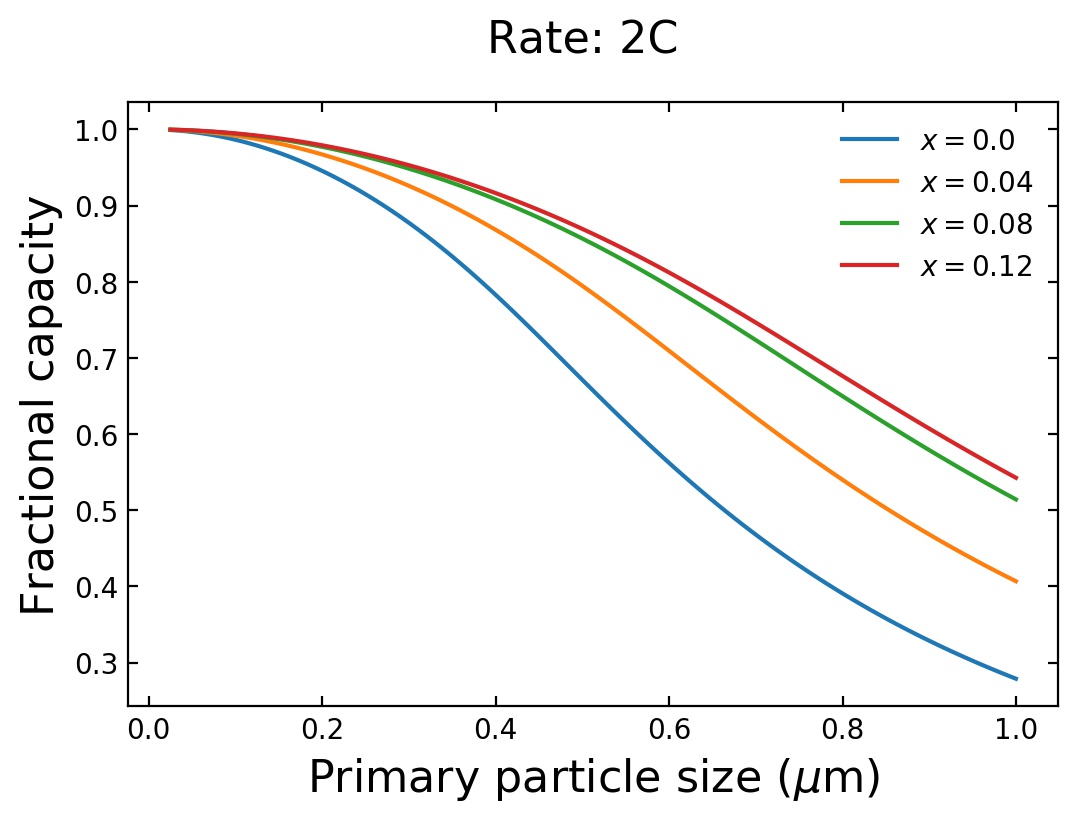 Rate: 2C
Fractional capacity
1.0
0.9
0.8
0.7
0.6
0.5
0.4
0.3
x = 0.0
x = 0.04
x = 0.08
x = 0.12
0.0 0.2 0.4 0.6 0.8 1.0
Primary particle size (μm)